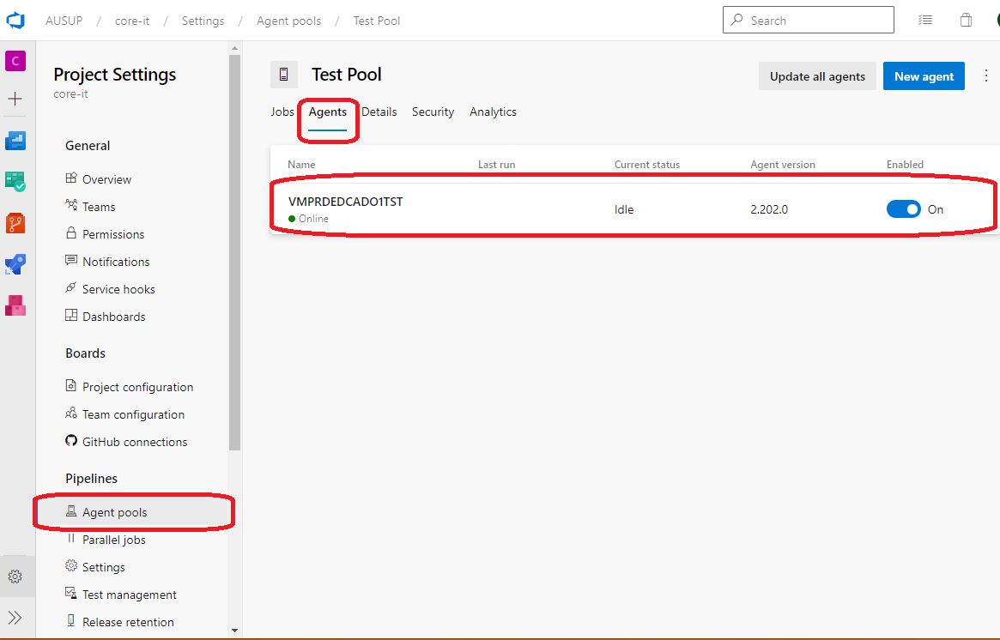 AUSUP / core-it / Settings / Agent pools / Test Pool
Search
C
Project Settings
core-it
General
Overview
Teams
Permissions
Notifications
Service hooks
Dashboards
Boards
Project configuration
Team configuration
GitHub connections
Pipelines
Agent pools
Parallel jobs
Settings
Test management
Release retention
Test Pool
Update all agents
New agent
Jobs Agents Details Security Analytics
Name Last run Current status Agent version Enabled
VMPRDEDCADO1TST Idle 2.202.0 On
Online